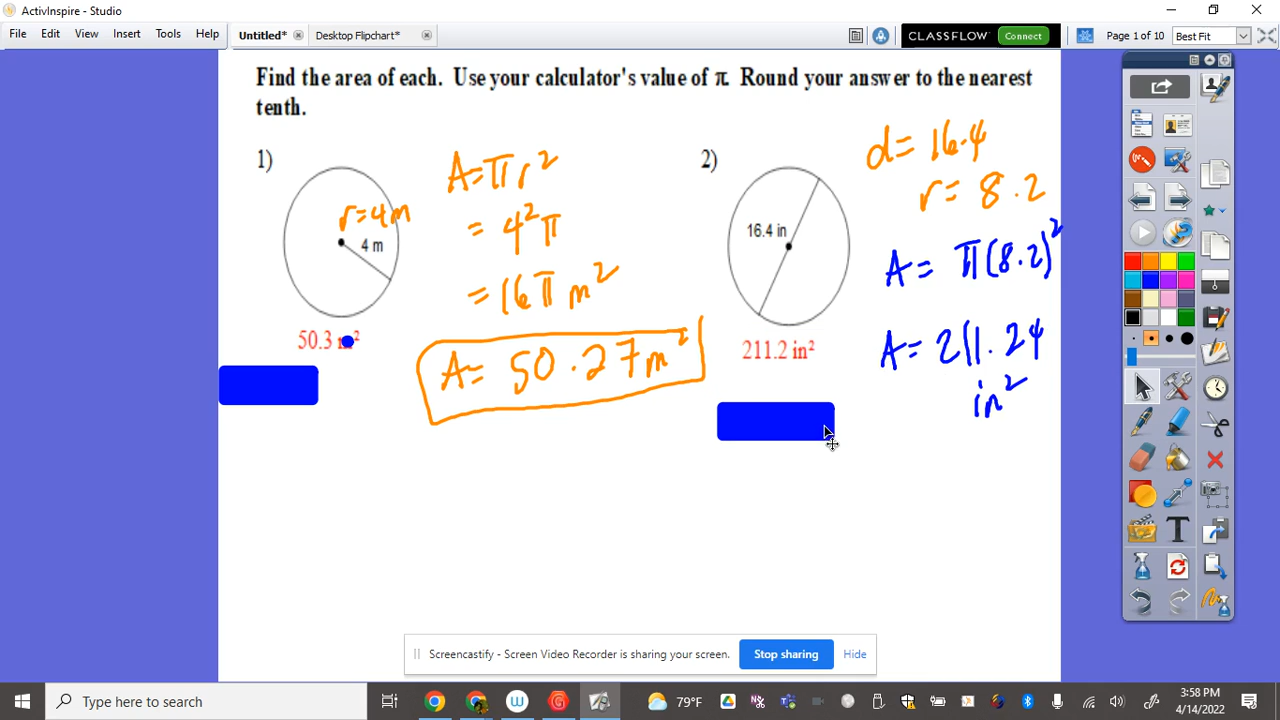 ActivInspire - Studio
File Edit View Insert Tools Help
Untitled* Desktop Flipchart*
CLASSFLOW Connect
Page 1 of 10 Best Fit
Find the area of each. Use your calculator's value of π. Round your answer to the nearest
tenth.
1)
r=4m
4 m
50.3 m²
A=πr²
= 4²π
= 16π m²
A= 50.27m²
2)
16.4 in
211.2 in²
d= 16.4
r= 8.2
A= π(8.2)²
A= 211.24
in²
Screencastify - Screen Video Recorder is sharing your screen. Stop sharing Hide
Type here to search
79°F
3:58 PM
4/14/2022